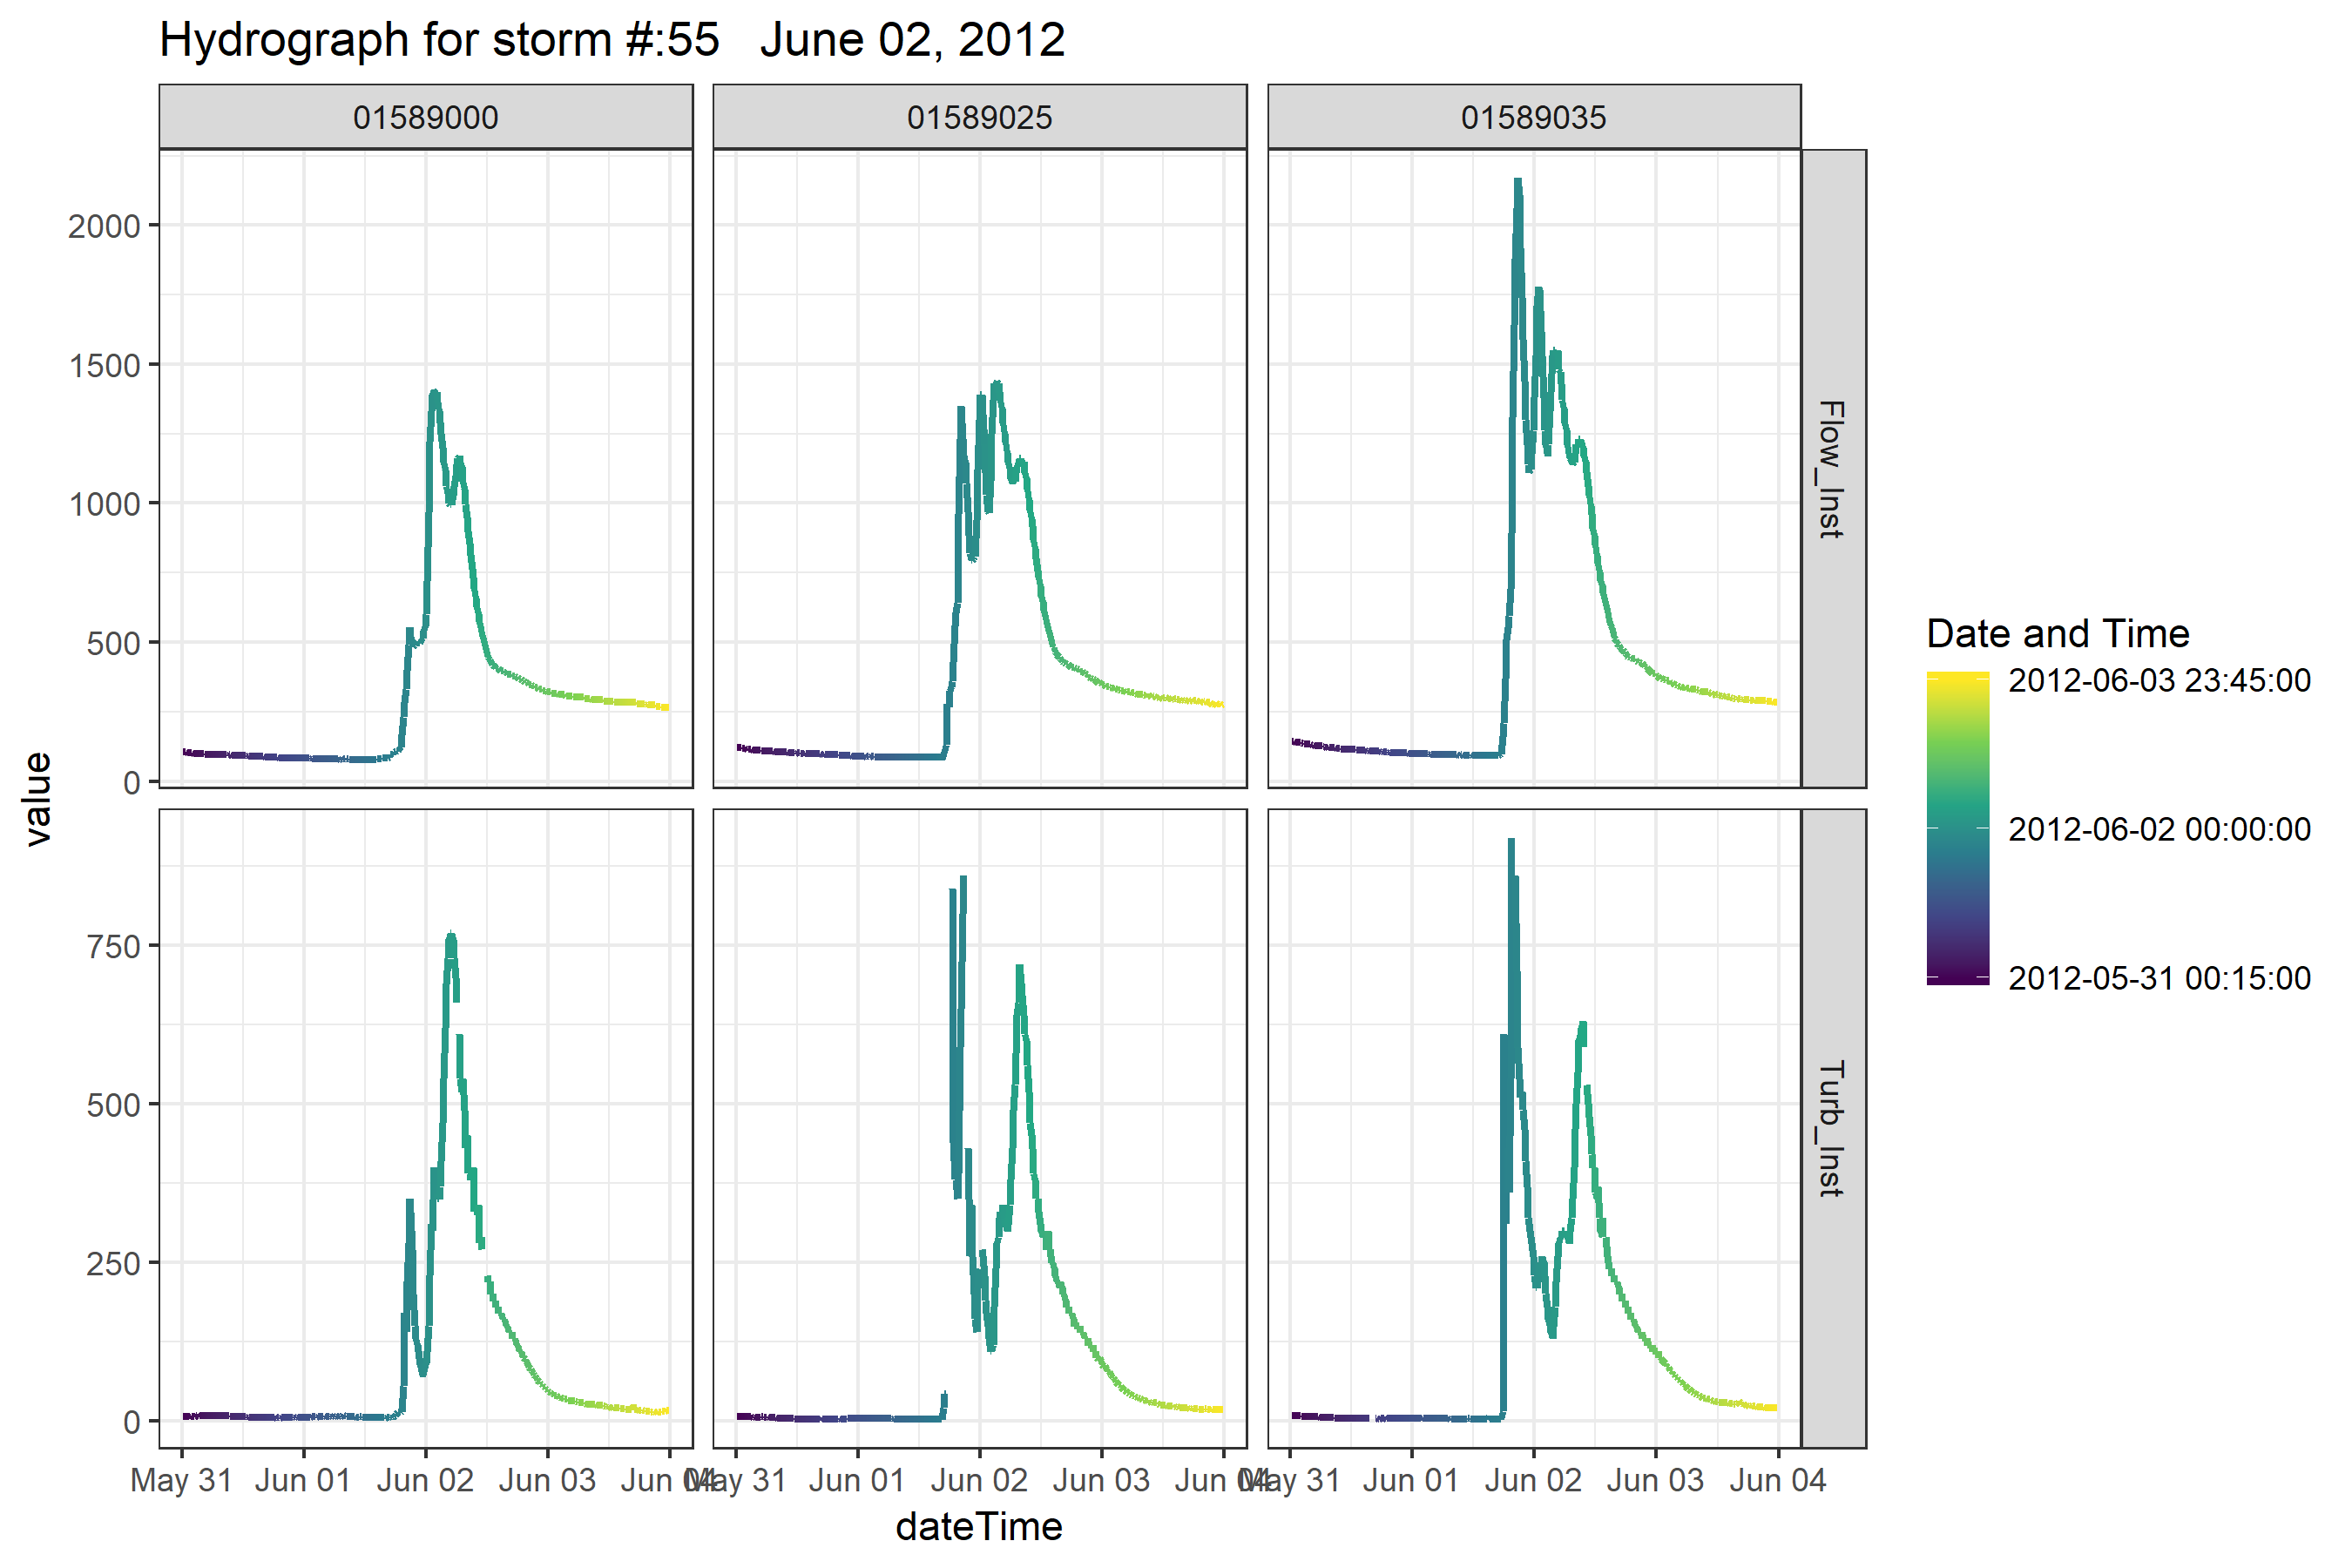 Hydrograph for storm #:55   June 02, 2012
01589000 01589025 01589035
2000
1500
1000
500
0
Flow_Inst
value
750
500
250
0
Turb_Inst
May 31 Jun 01 Jun 02 Jun 03 Jun 04 May 31 Jun 01 Jun 02 Jun 03 Jun 04 May 31 Jun 01 Jun 02 Jun 03 Jun 04
dateTime
Date and Time
2012-06-03 23:45:00
2012-06-02 00:00:00
2012-05-31 00:15:00